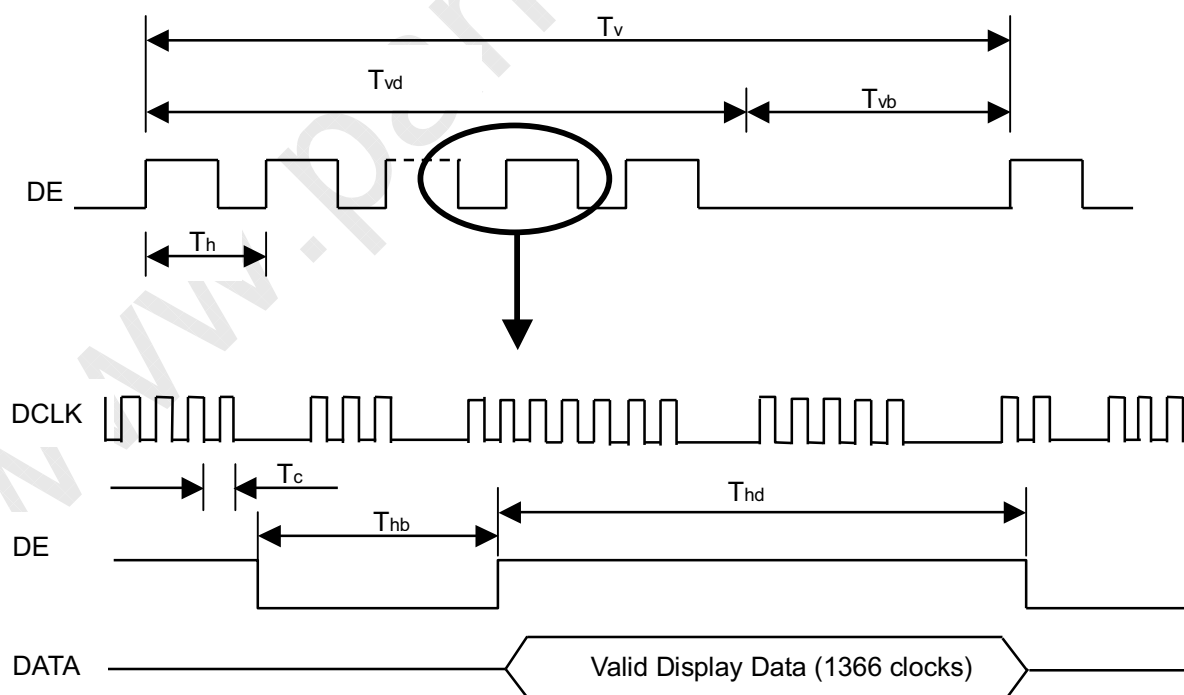 Tv
Tvd
Tvb
DE
Th
DCLK
Tc
Thb
Thd
DE
DATA
Valid Display Data (1366 clocks)